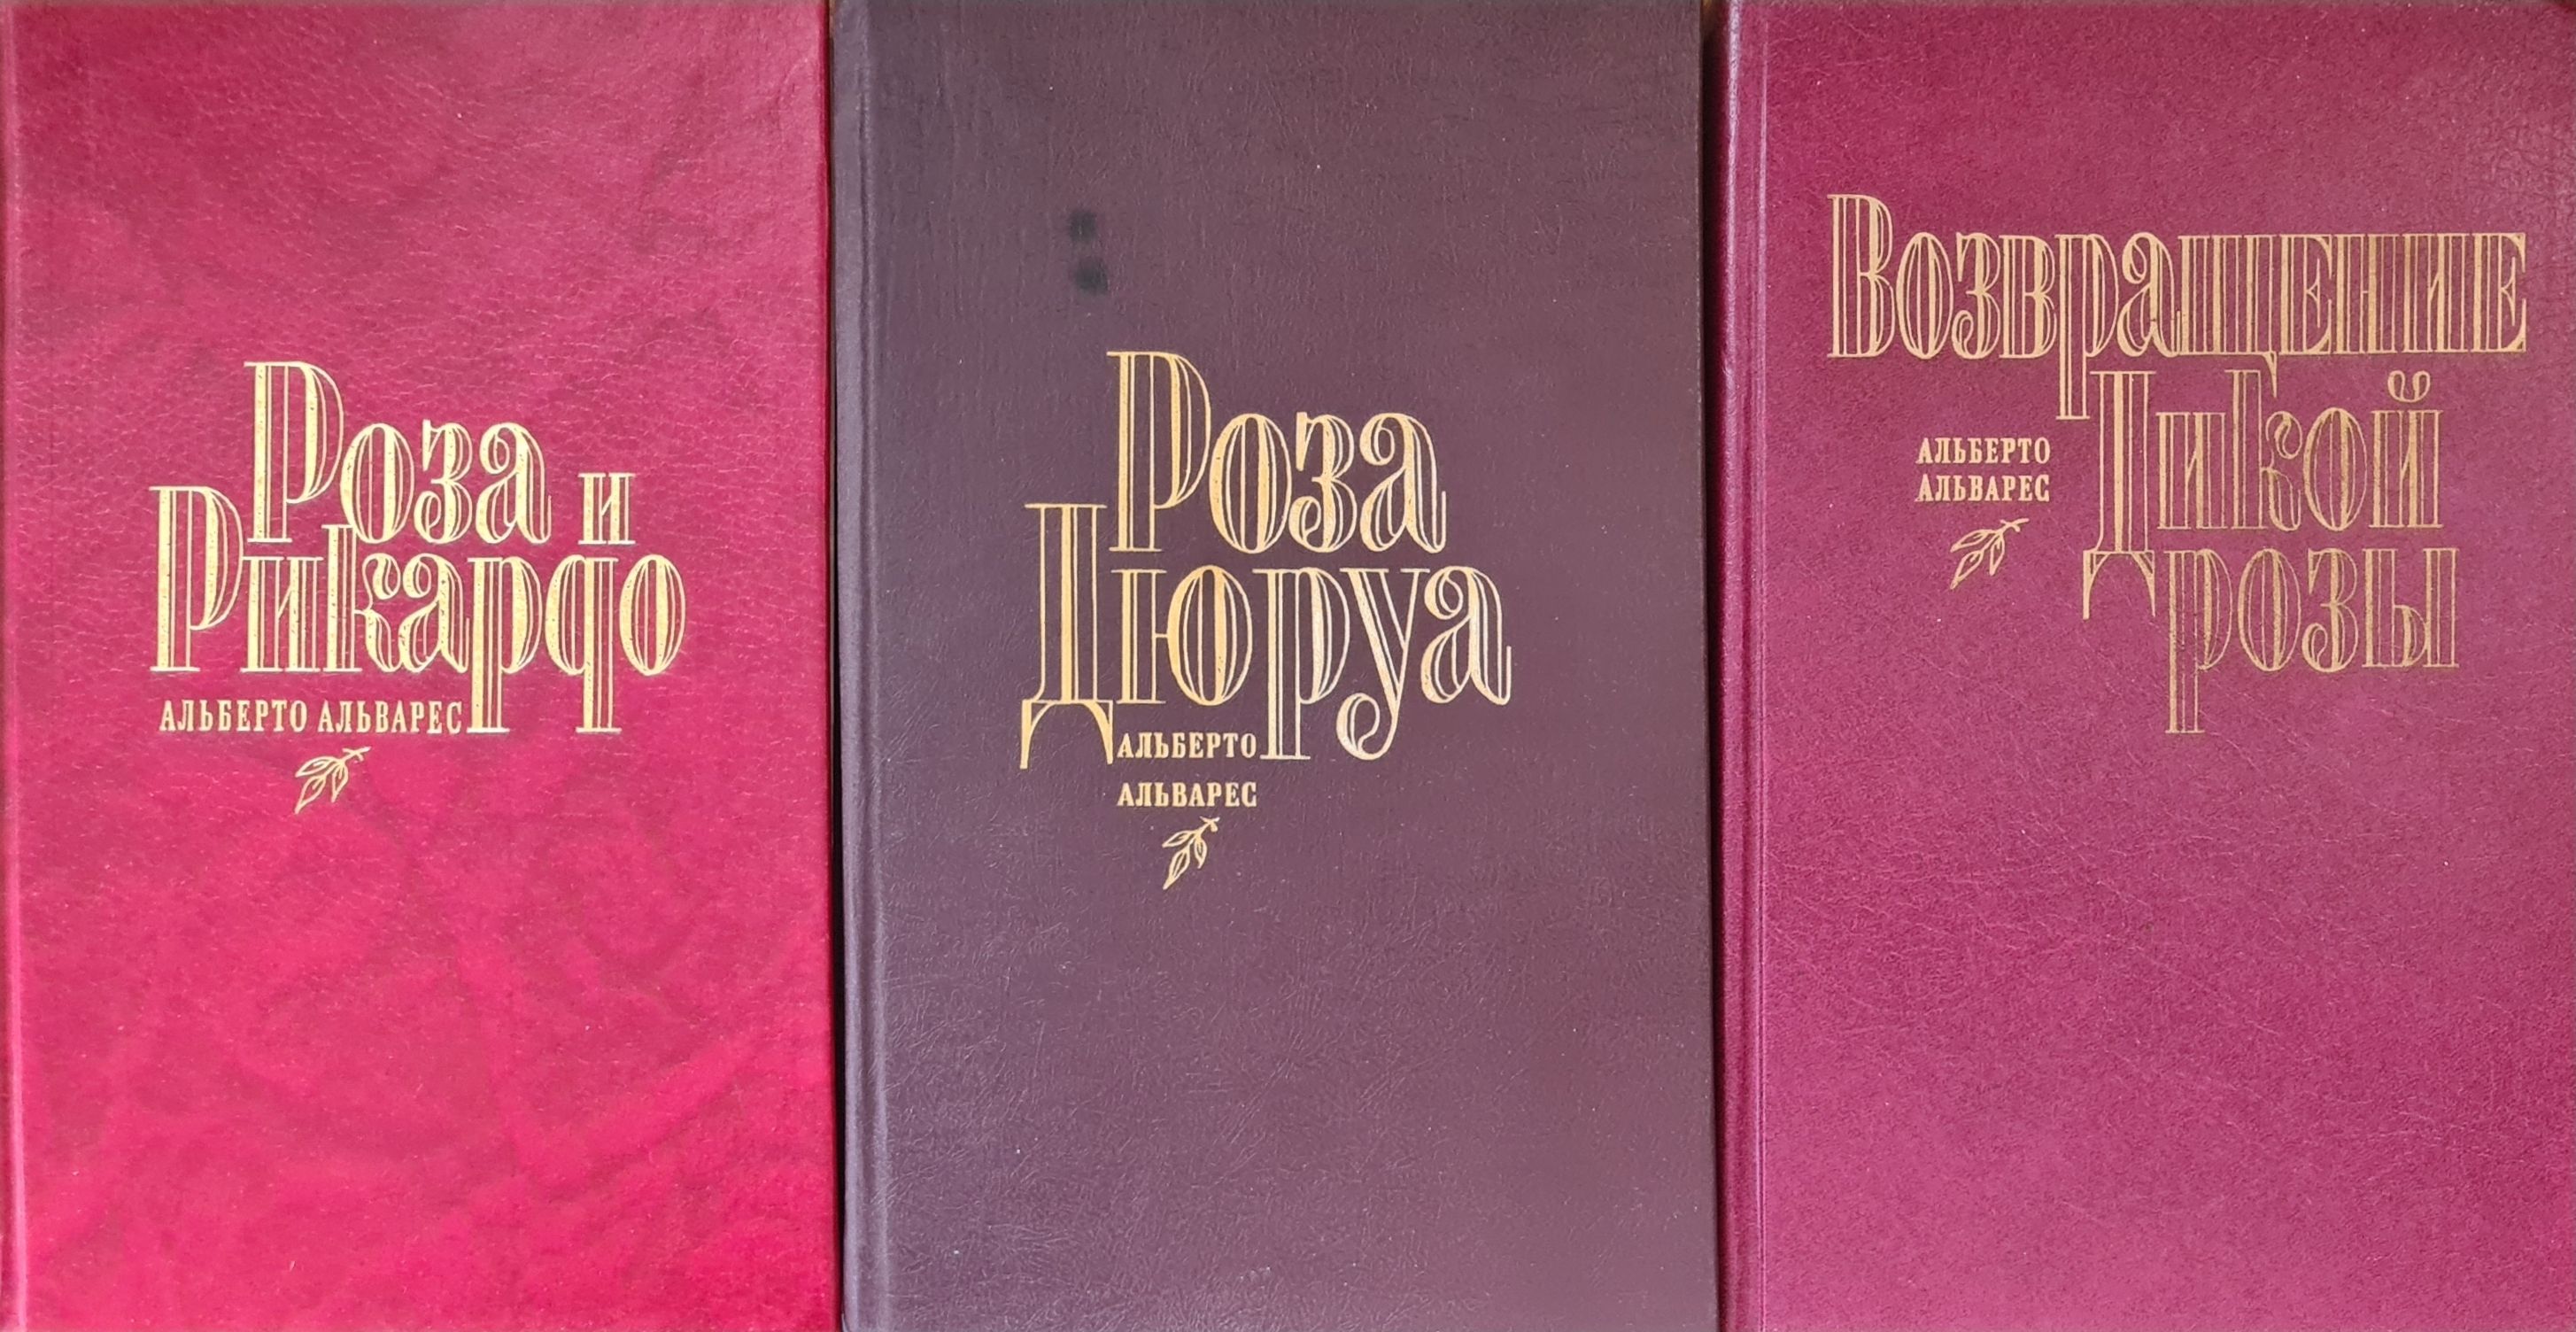 Роза и
Рикардо
АЛЬБЕРТО АЛЬВАРЕС
Роза
Дюруа
АЛЬБЕРТО
АЛЬВАРЕС
Возвращение
Дикой
розы
АЛЬБЕРТО
АЛЬВАРЕС